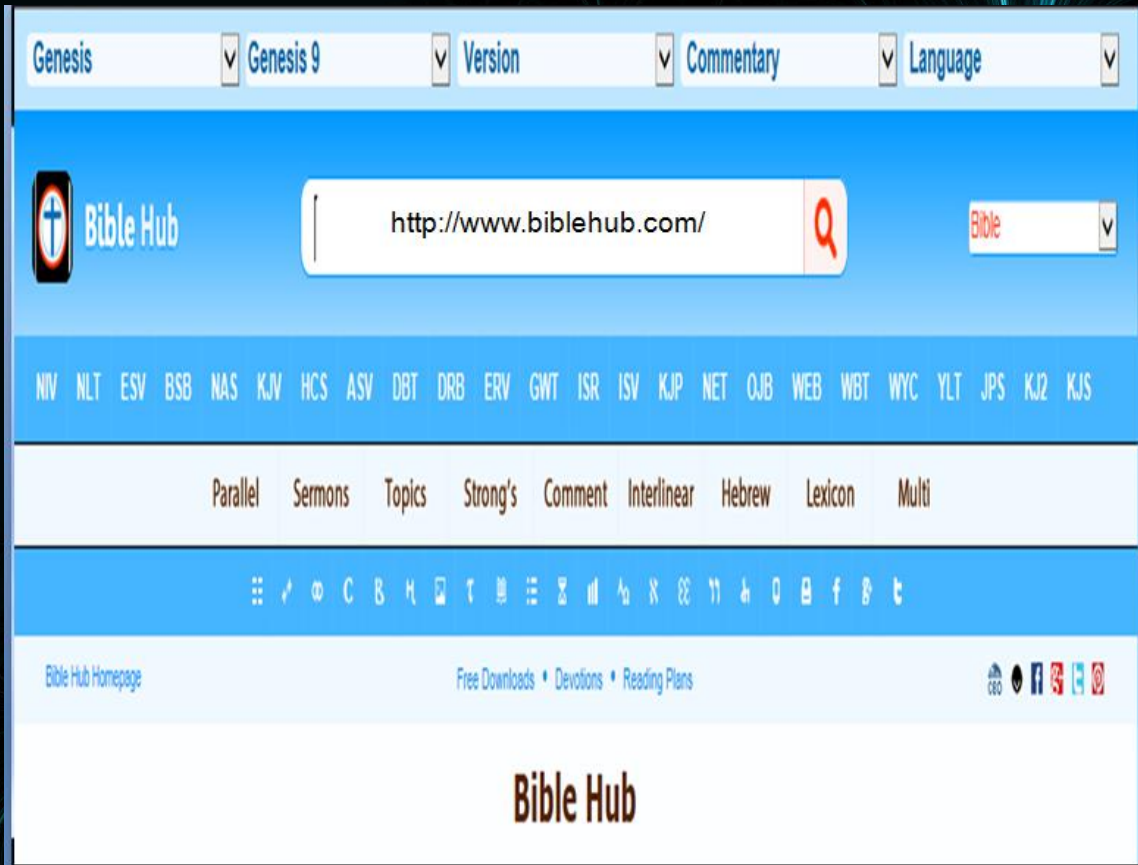 Genesis Genesis 9 Version Commentary Language
Bible Hub http://www.biblehub.com/ Bible
NIV NLT ESV BSB NAS KJV HCS ASV DBT DRB ERV GWT ISR ISV KJP NET OJB WEB WBT WYC YLT JPS KJ2 KJS
Parallel Sermons Topics Strong's Comment Interlinear Hebrew Lexicon Multi
Bible Hub Homepage Free Downloads • Devotions • Reading Plans CBD
Bible Hub